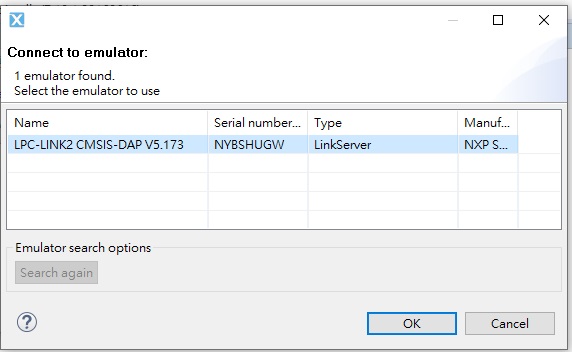 Connect to emulator:
1 emulator found.
Select the emulator to use
Name Serial number... Type Manuf...
LPC-LINK2 CMSIS-DAP V5.173 NYBSHUGW LinkServer NXP S...
Emulator search options
Search again
OK Cancel